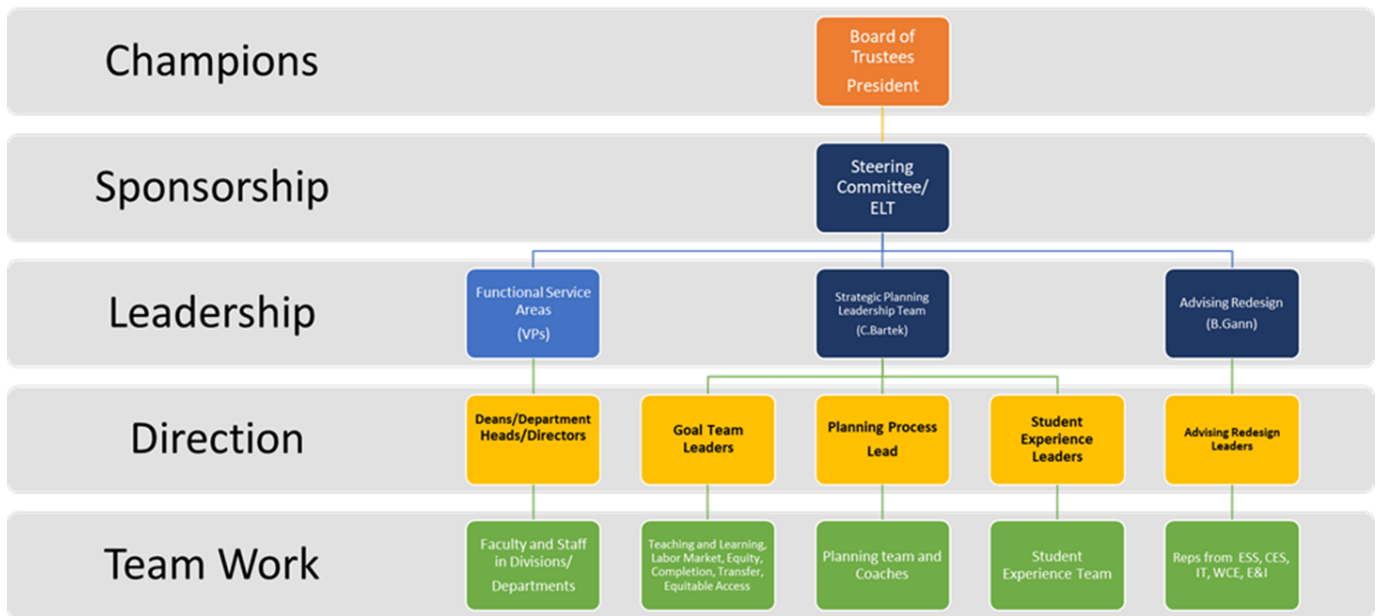 Champions
Board of
Trustees
President
Sponsorship
Steering
Committee/
ELT
Leadership
Functional Service
Areas
(VPs)
Strategic Planning
Leadership Team
(C.Bartek)
Advising Redesign
(B.Gann)
Direction
Deans/Department
Heads/Directors
Goal Team
Leaders
Planning Process
Lead
Student
Experience
Leaders
Advising Redesign
Leaders
Team Work
Faculty and Staff
in Divisions/
Departments
Teaching and Learning,
Labor Market, Equity,
Completion, Transfer,
Equitable Access
Planning team and
Coaches
Student
Experience Team
Reps from ESS, CES,
IT, WCE, E&I